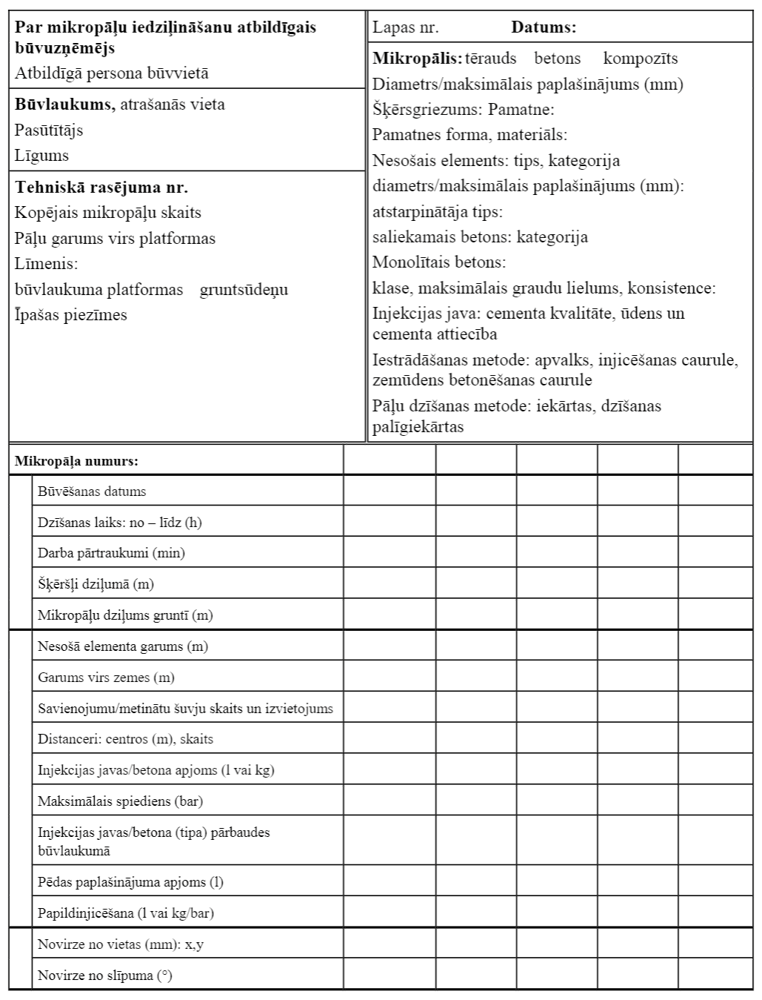 Par mikropāļu iedziļināšanu atbildīgais
būvuzņēmējs
Atbildīgā persona būvvietā
Būvlaukums, atrašanās vieta
Pasūtītājs
Līgums
Tehniskā rasējuma nr.
Kopējais mikropāļu skaits
Pāļu garums virs platformas
Līmenis:
būvlaukuma platformas gruntsūdeņu
Īpašas piezīmes
Lapas nr. Datums:
Mikropālis: tērauds betons kompozīts
Diametrs/maksimālais paplašinājums (mm)
Šķērsgriezums: Pamatne:
Pamatnes forma, materiāls:
Nesošais elements: tips, kategorija
diametrs/maksimālais paplašinājums (mm):
atstarpinātāja tips:
saliekamais betons: kategorija
Monolītais betons:
klase, maksimālais graudu lielums, konsistence:
Injekcijas java: cementa kvalitāte, ūdens un
cementa attiecība
Iestrādāšanas metode: apvalks, injicēšanas caurule,
zemūdens betonēšanas caurule
Pāļu dzīšanas metode: iekārtas, dzīšanas
palīgiekārtas
Mikropāļa numurs:
Būvēšanas datums
Dzīšanas laiks: no – līdz (h)
Darba pārtraukumi (min)
Šķēršļi dziļumā (m)
Mikropāļu dziļums gruntī (m)
Nesošā elementa garums (m)
Garums virs zemes (m)
Savienojumu/metinātu šuvju skaits un izvietojums
Distanceri: centros (m), skaits
Injekcijas javas/betona apjoms (l vai kg)
Maksimālais spiediens (bar)
Injekcijas javas/betona (tipa) pārbaudes
būvlaukumā
Pēdas paplašinājuma apjoms (l)
Papildinjicēšana (l vai kg/bar)
Novirze no vietas (mm): x,y
Novirze no slīpuma (°)